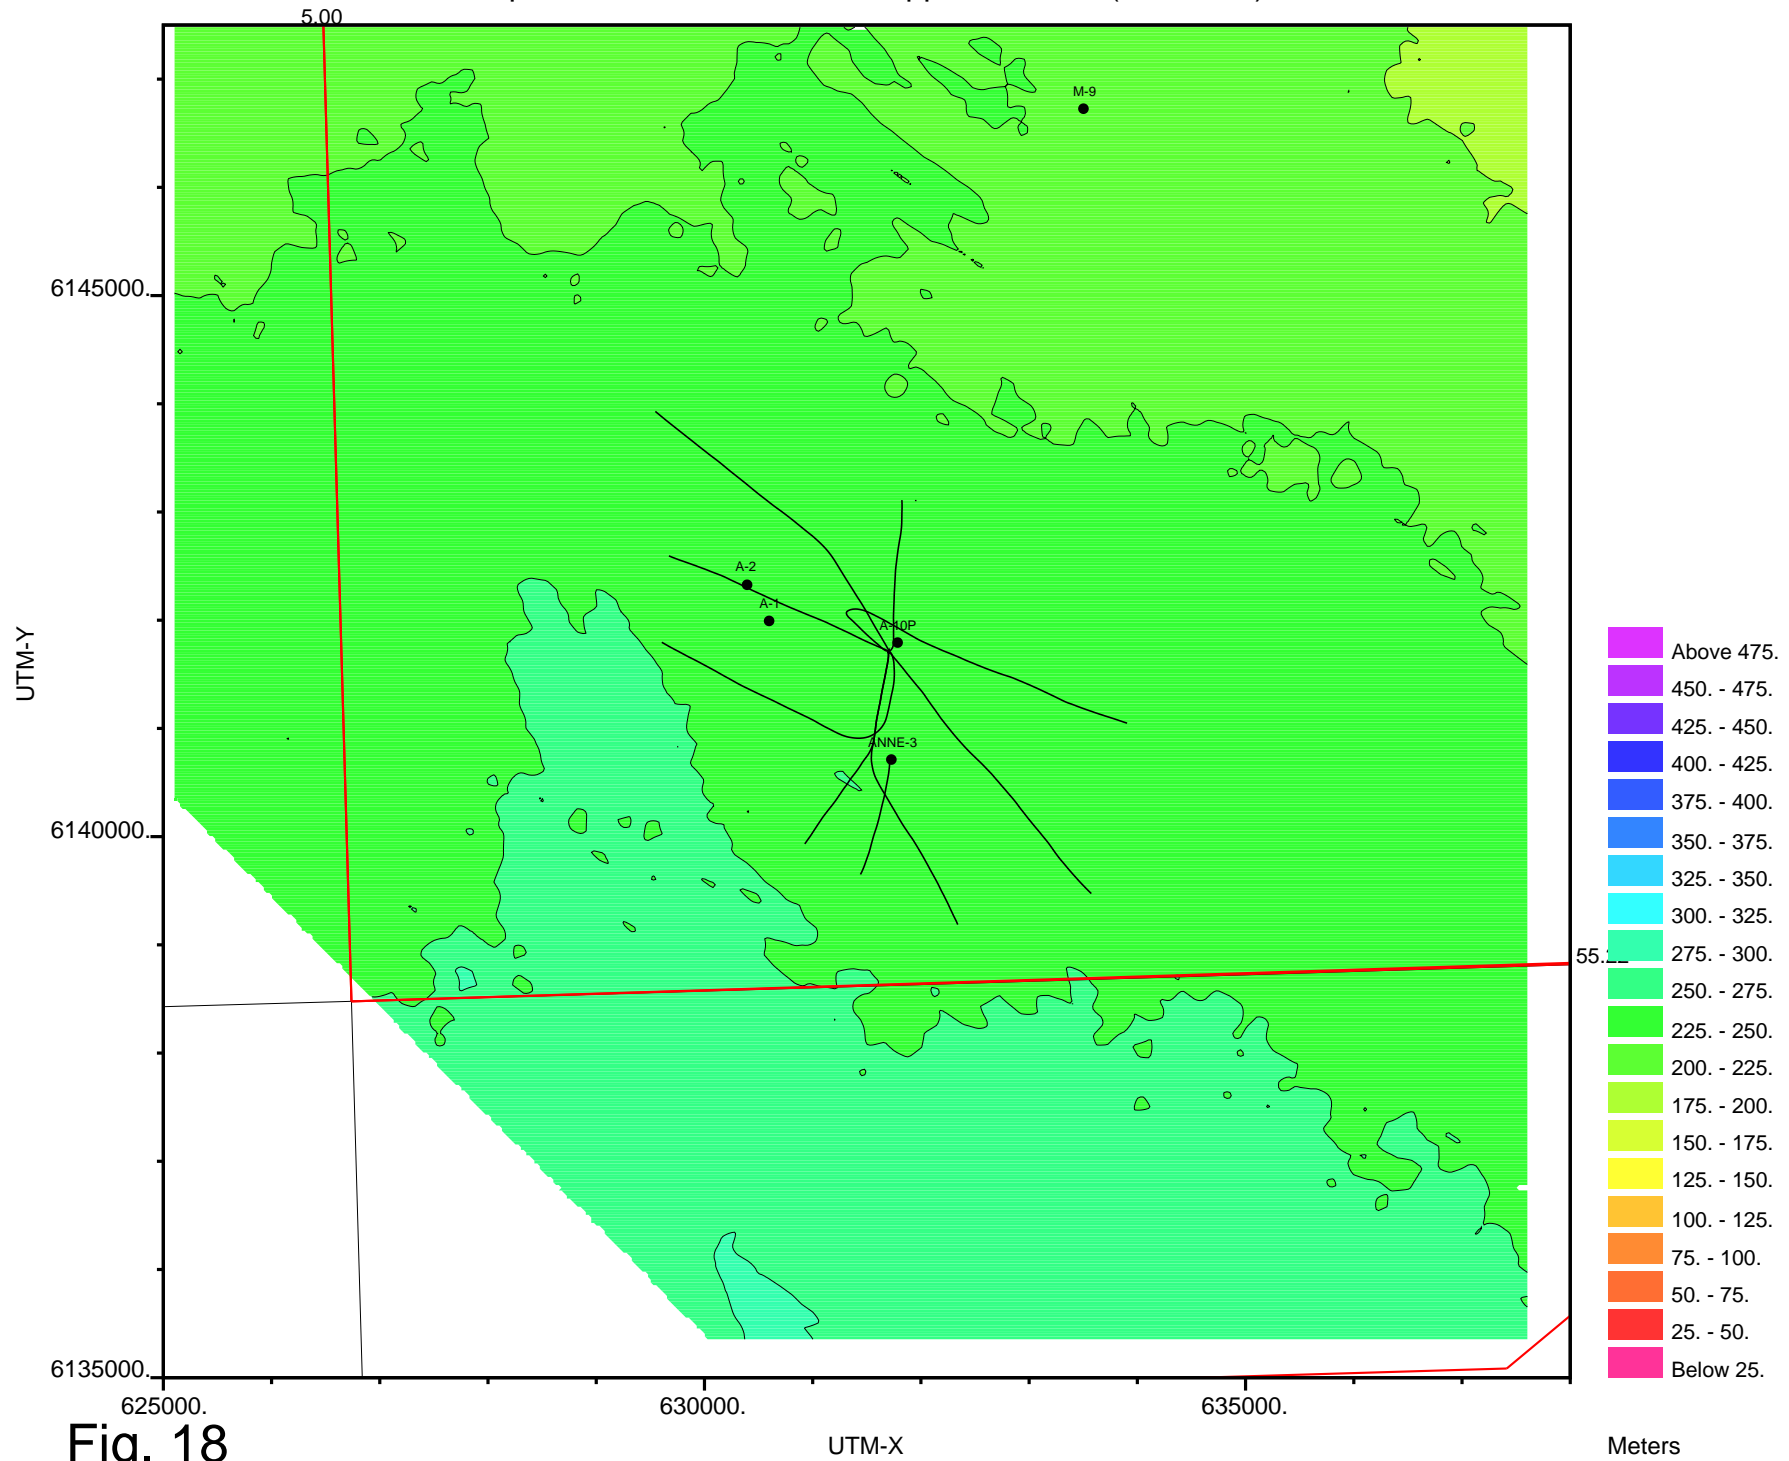 5.00
M-9
6145000.
A-2
A-1
A-10P
UTM-Y
ANNE-3
6140000.
6135000.
625000.
630000.
635000.
UTM-X
Fig. 18
Above 475.
450. - 475.
425. - 450.
400. - 425.
375. - 400.
350. - 375.
325. - 350.
300. - 325.
275. - 300.
250. - 275.
225. - 250.
200. - 225.
175. - 200.
150. - 175.
125. - 150.
100. - 125.
75. - 100.
50. - 75.
25. - 50.
Below 25.
Meters